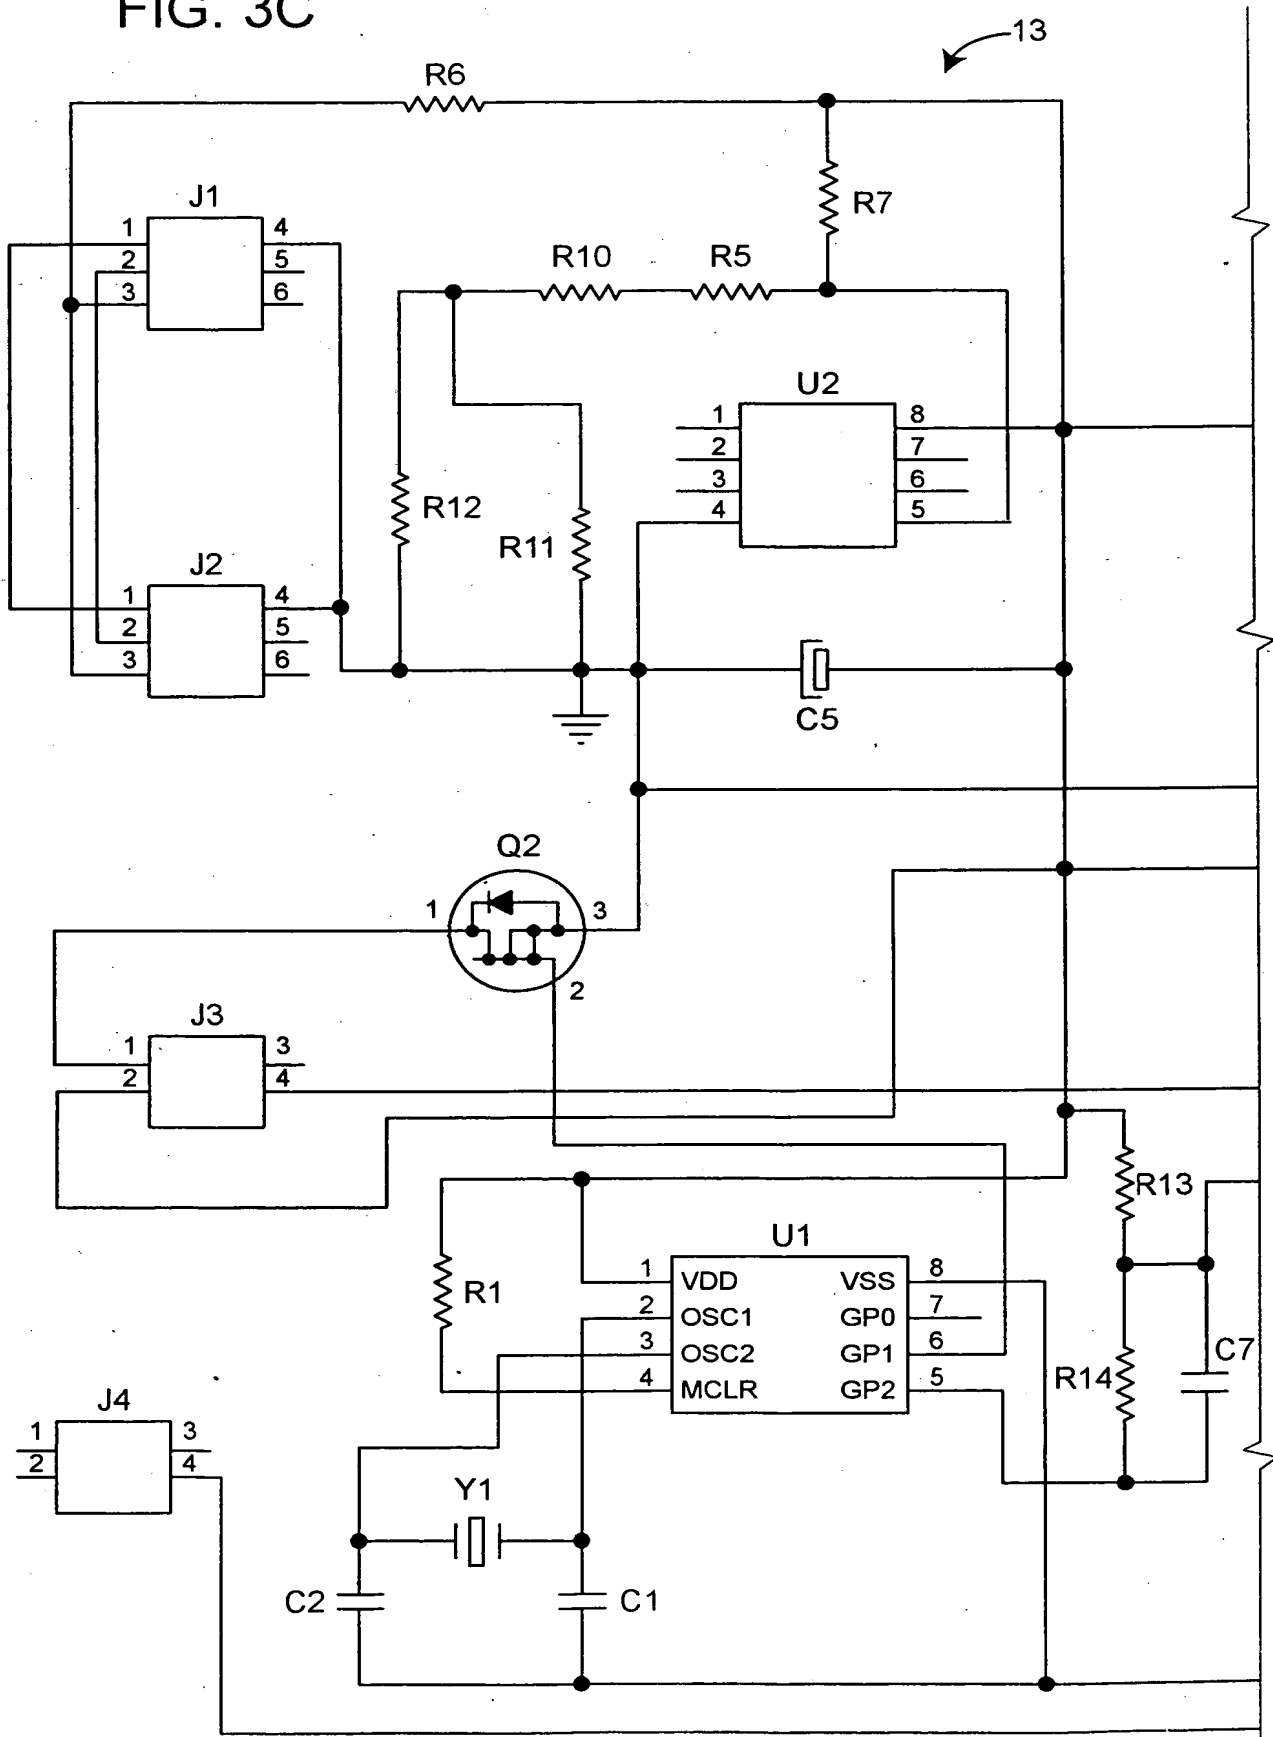 FIG. 3C
13
R6
J1
1 4
2 5
3 6
R7
R10 R5
U2
1 8
2 7
3 6
4 5
R12
R11
J2
1 4
2 5
3 6
C5
Q2
1 3
2
J3
1 3
2 4
R13
U1
1 VDD VSS 8
2 OSC1 GP0 7
3 OSC2 GP1 6
4 MCLR GP2 5
R1
R14
C7
J4
1 3
2 4
Y1
C2 C1